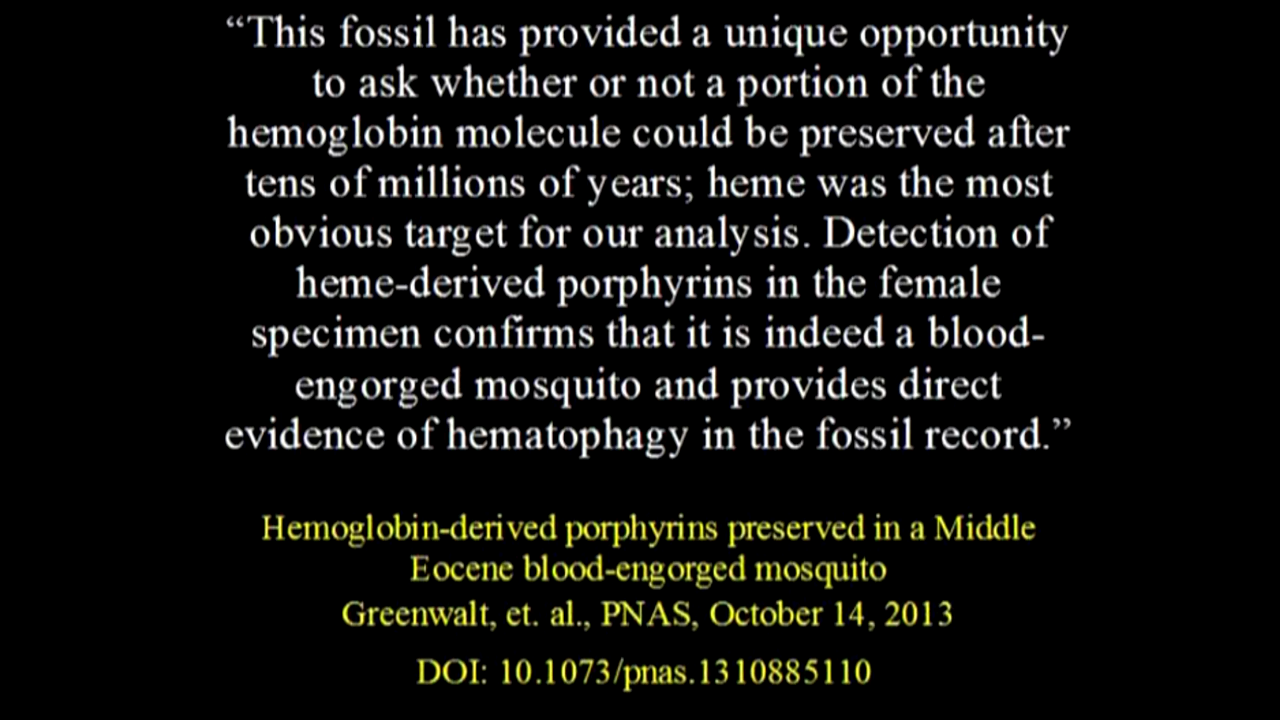 “This fossil has provided a unique opportunity
to ask whether or not a portion of the
hemoglobin molecule could be preserved after
tens of millions of years; heme was the most
obvious target for our analysis. Detection of
heme-derived porphyrins in the female
specimen confirms that it is indeed a blood-
engorged mosquito and provides direct
evidence of hematophagy in the fossil record.”
Hemoglobin-derived porphyrins preserved in a Middle
Eocene blood-engorged mosquito
Greenwalt, et. al., PNAS, October 14, 2013
DOI: 10.1073/pnas.1310885110